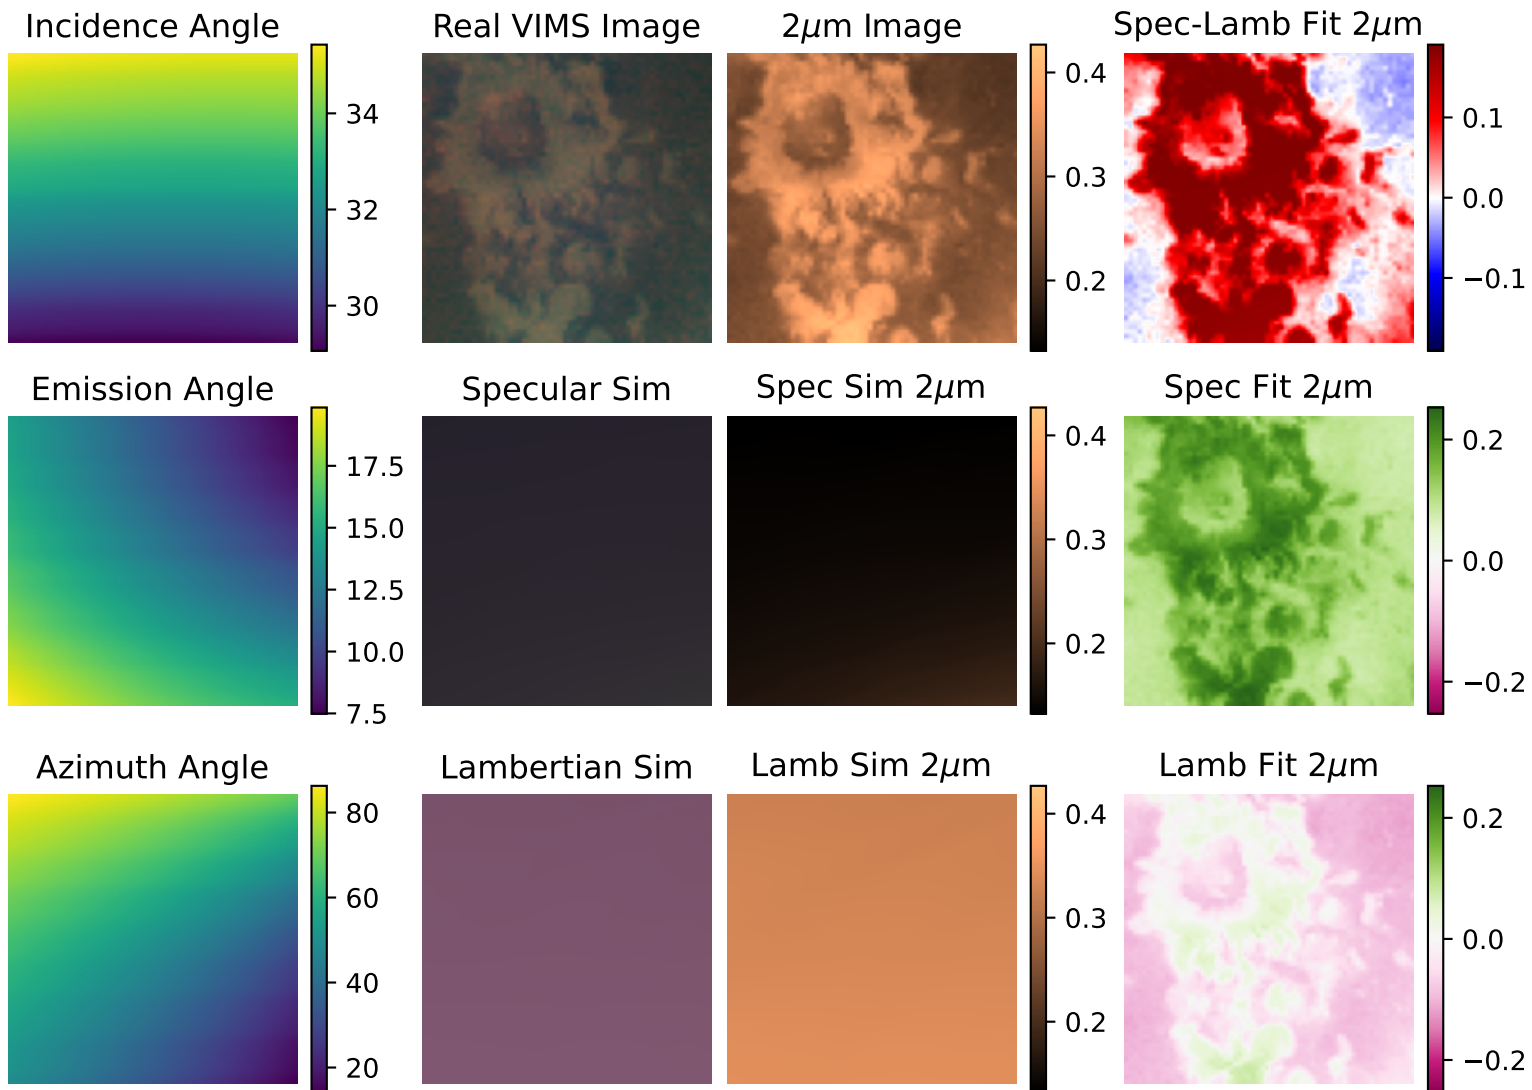 Incidence Angle
34
32
30
Real VIMS Image
2μm Image
0.4
0.3
0.2
Spec-Lamb Fit 2μm
0.1
0.0
−0.1
Emission Angle
17.5
15.0
12.5
10.0
7.5
Specular Sim
Spec Sim 2μm
0.4
0.3
0.2
Spec Fit 2μm
0.2
0.0
−0.2
Azimuth Angle
80
60
40
20
Lambertian Sim
Lamb Sim 2μm
0.4
0.3
0.2
Lamb Fit 2μm
0.2
0.0
−0.2